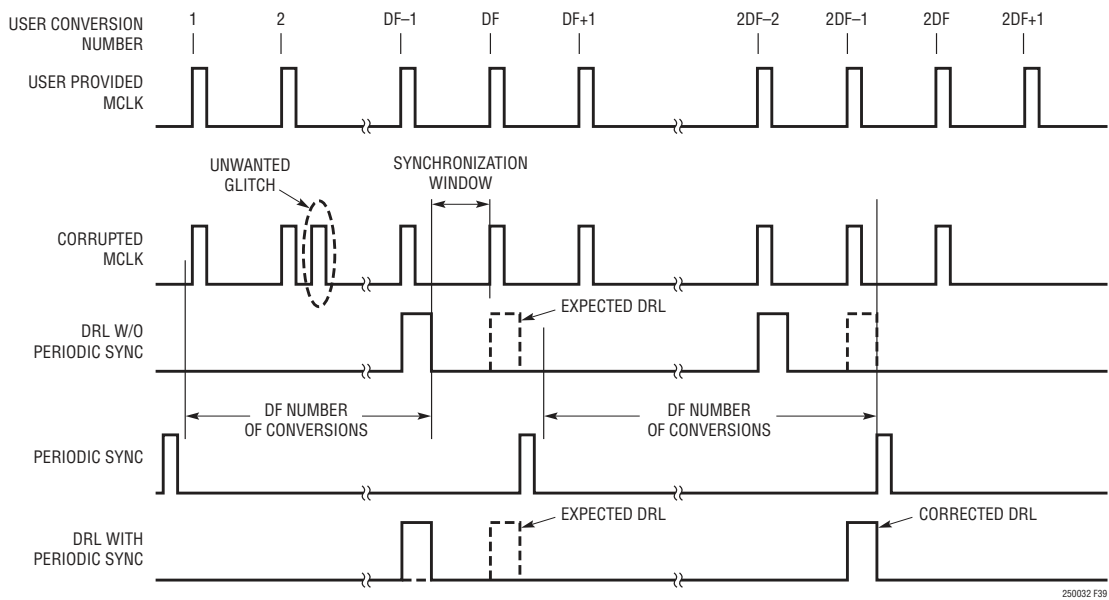 USER CONVERSION
NUMBER
1
2
DF–1
DF
DF+1
2DF–2
2DF–1
2DF
2DF+1
USER PROVIDED
MCLK
UNWANTED
GLITCH
SYNCHRONIZATION
WINDOW
CORRUPTED
MCLK
DRL W/O
PERIODIC SYNC
EXPECTED DRL
DF NUMBER
OF CONVERSIONS
DF NUMBER
OF CONVERSIONS
PERIODIC SYNC
DRL WITH
PERIODIC SYNC
EXPECTED DRL
CORRECTED DRL
250032 F39